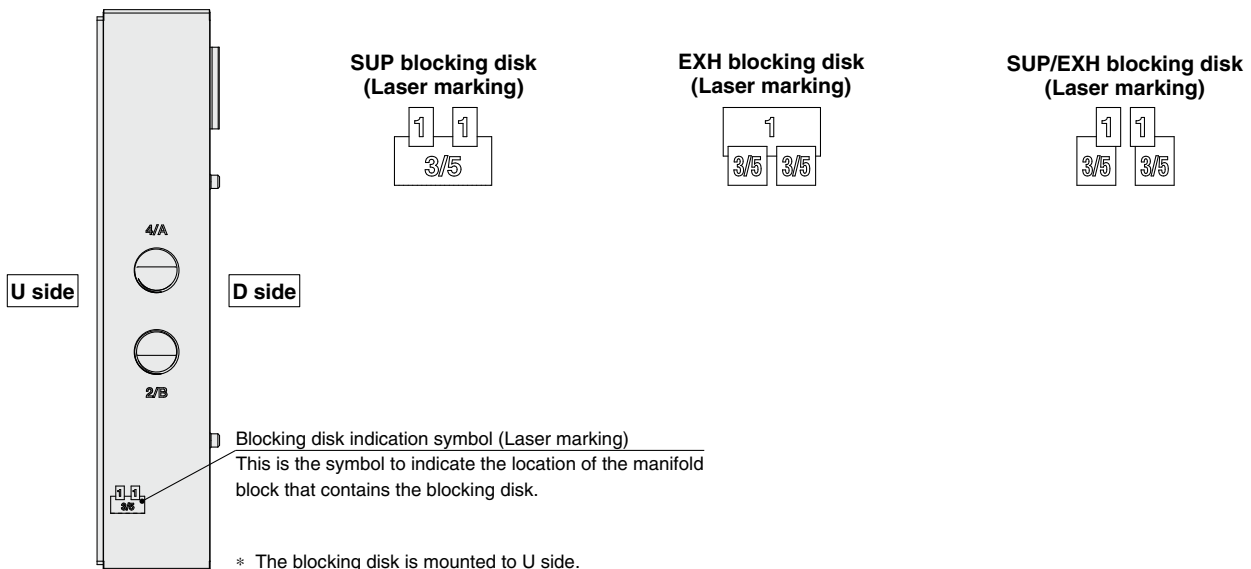 SUP blocking disk
(Laser marking)
1 1
3/5
EXH blocking disk
(Laser marking)
1
3/5 3/5
SUP/EXH blocking disk
(Laser marking)
1 1
3/5 3/5
4/A
U side
D side
2/B
Blocking disk indication symbol (Laser marking)
This is the symbol to indicate the location of the manifold
block that contains the blocking disk.
1 1
3/5
* The blocking disk is mounted to U side.